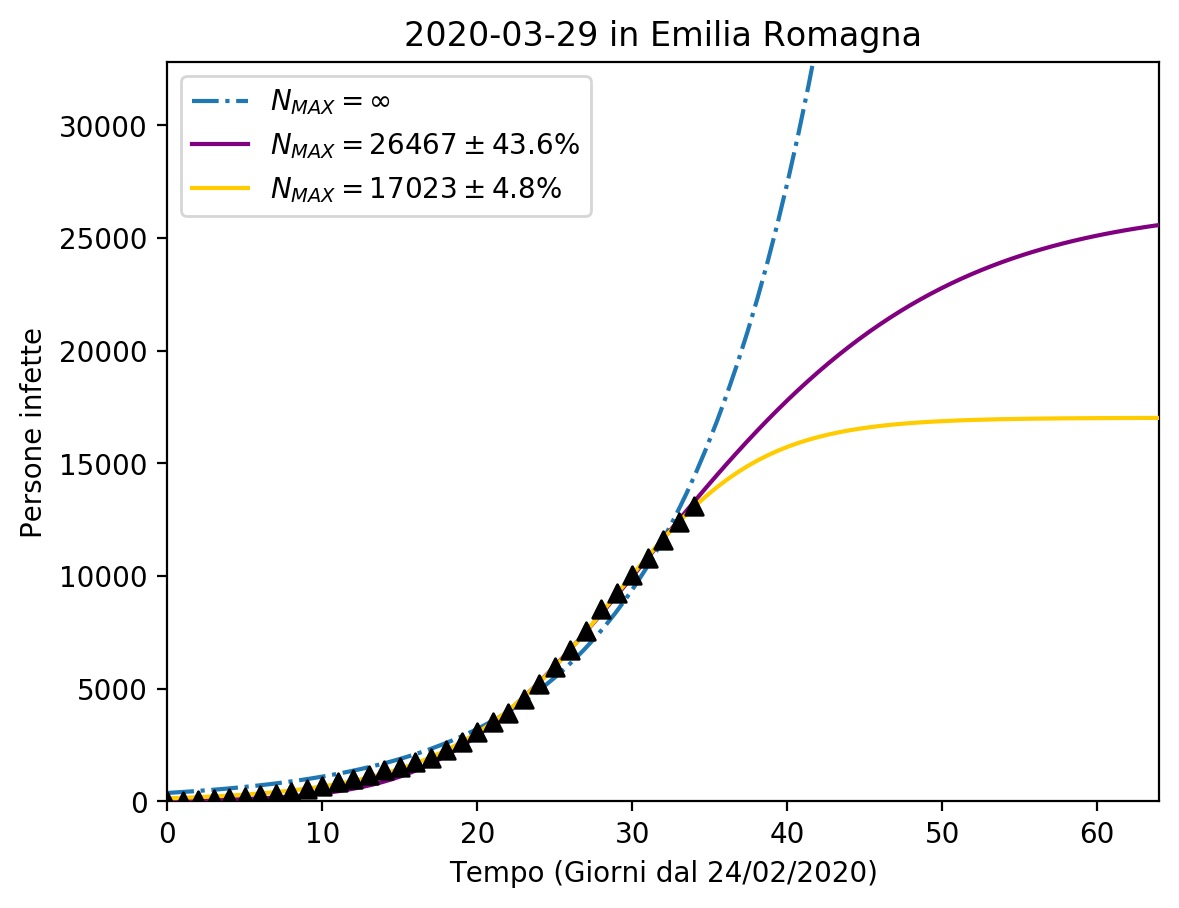 2020-03-29 in Emilia Romagna
N_MAX = ∞
N_MAX = 26467 ± 43.6%
N_MAX = 17023 ± 4.8%
30000
25000
20000
15000
10000
5000
0
Persone infette
0 10 20 30 40 50 60
Tempo (Giorni dal 24/02/2020)